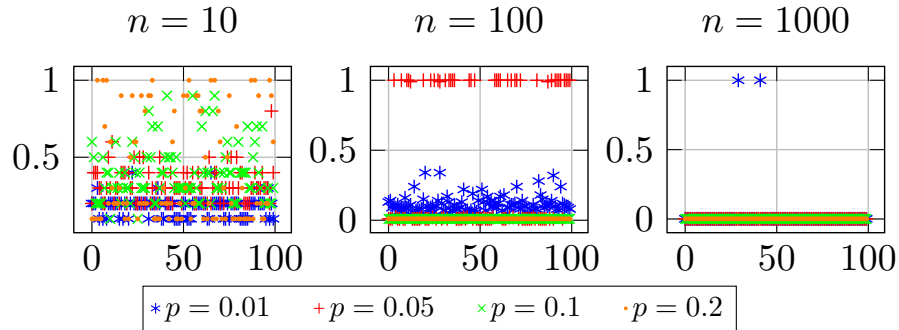 n = 10 n = 100 n = 1000
1 1 1
0.5 0.5 0.5
0 0
0 50 100 0 50 100 0 50 100
p = 0.01 p = 0.05 p = 0.1 p = 0.2